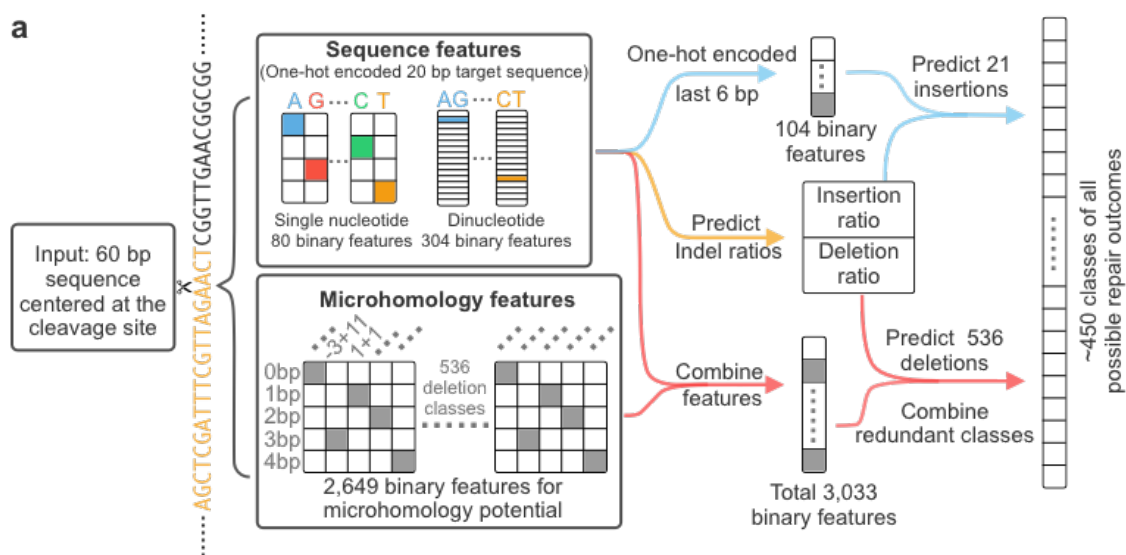 a
Input: 60 bp
sequence
centered at the
cleavage site
AGCTCGATTTCGTTAGAACTCGGTTGAACGGCGG
Sequence features
(One-hot encoded 20 bp target sequence)
A G C T
AG CT
Single nucleotide
80 binary features
Dinucleotide
304 binary features
Microhomology features
-3+11
1+1
0bp
1bp
2bp
3bp
4bp
536
deletion
classes
2,649 binary features for
microhomology potential
One-hot encoded
last 6 bp
104 binary
features
Predict 21
insertions
Predict
Indel ratios
Insertion
ratio
Deletion
ratio
Combine
features
Total 3,033
binary features
Predict 536
deletions
Combine
redundant classes
~450 classes of all
possible repair outcomes